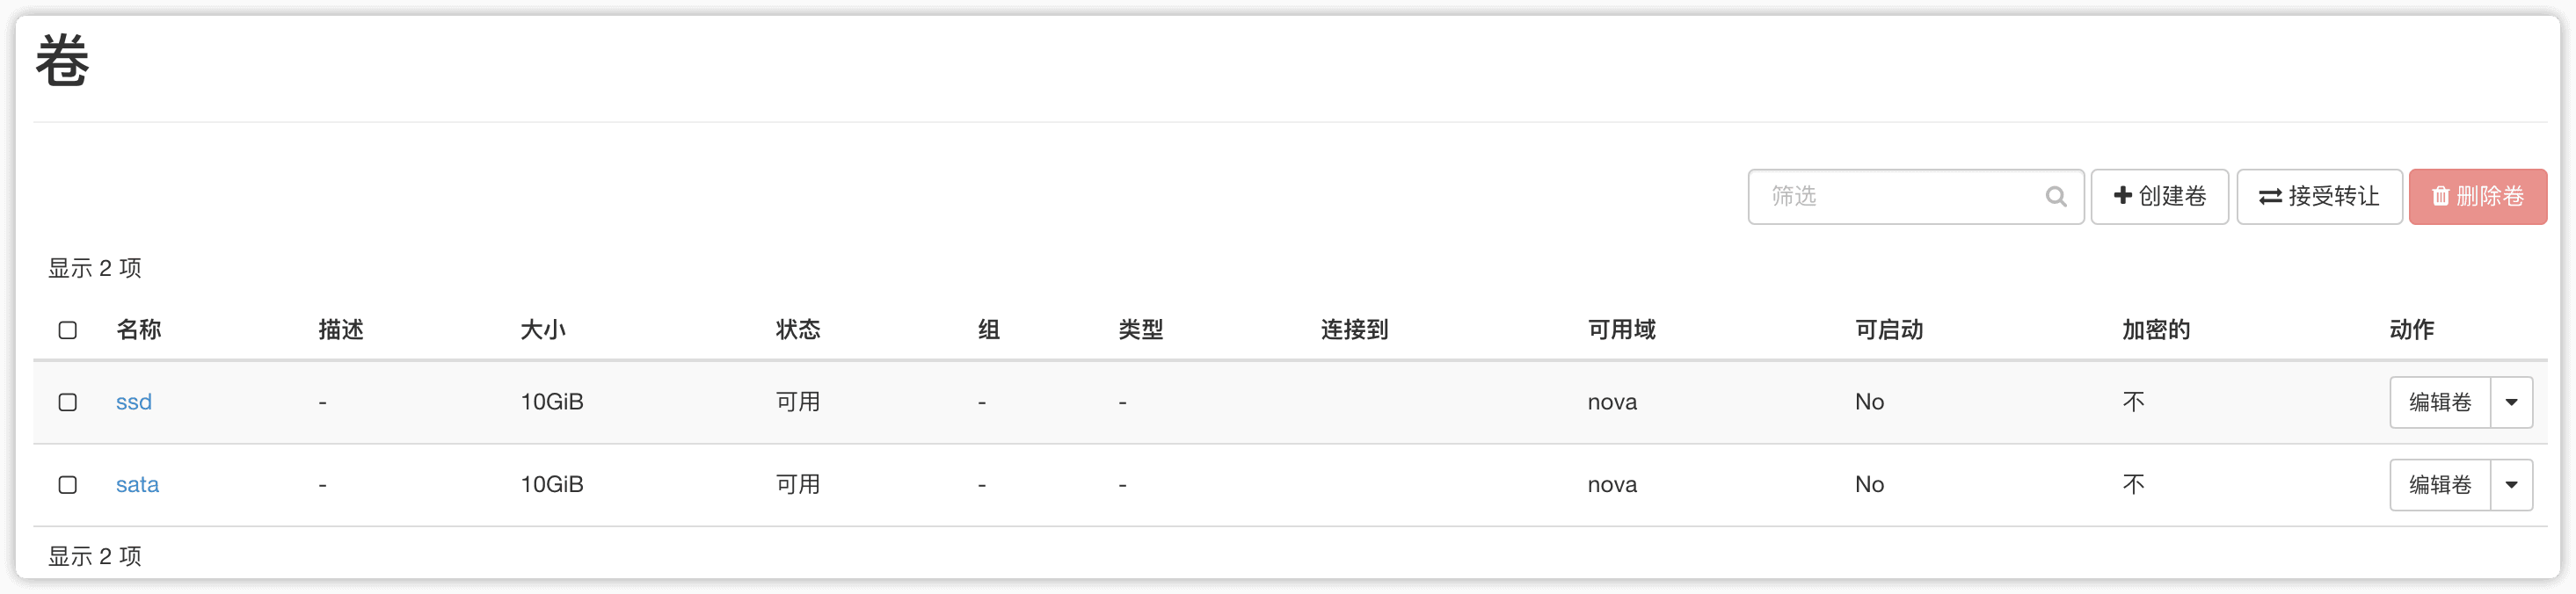 卷
筛选 创建卷 接受转让 删除卷
显示 2 项
名称 描述 大小 状态 组 类型 连接到 可用域 可启动 加密的 动作
ssd - 10GiB 可用 - - nova No 不 编辑卷
sata - 10GiB 可用 - - nova No 不 编辑卷
显示 2 项